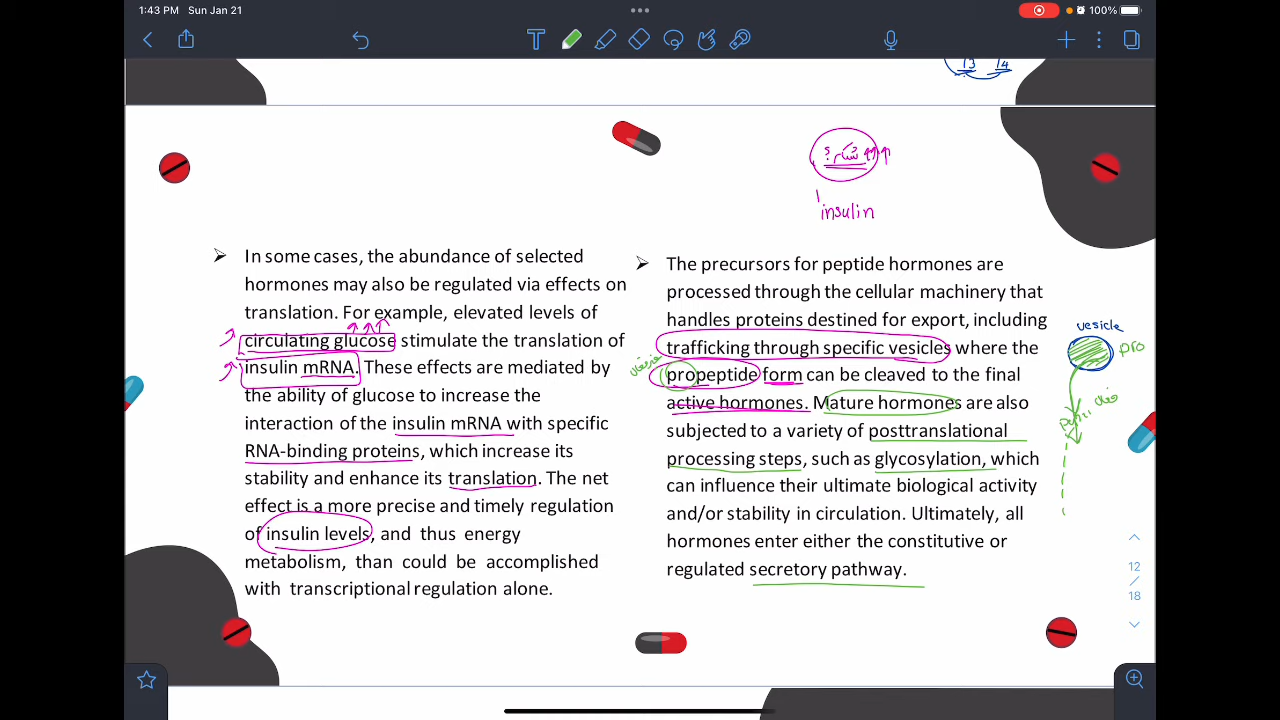 1:43 PM Sun Jan 21
100%
13 14
سكر؟
insulin
➢ In some cases, the abundance of selected
hormones may also be regulated via effects on
translation. For example, elevated levels of
circulating glucose stimulate the translation of
insulin mRNA. These effects are mediated by
the ability of glucose to increase the
interaction of the insulin mRNA with specific
RNA-binding proteins, which increase its
stability and enhance its translation. The net
effect is a more precise and timely regulation
of insulin levels, and thus energy
metabolism, than could be accomplished
with transcriptional regulation alone.
➢ The precursors for peptide hormones are
processed through the cellular machinery that
handles proteins destined for export, including
trafficking through specific vesicles where the
propeptide form can be cleaved to the final
active hormones. Mature hormones are also
subjected to a variety of posttranslational
processing steps, such as glycosylation, which
can influence their ultimate biological activity
and/or stability in circulation. Ultimately, all
hormones enter either the constitutive or
regulated secretory pathway.
vesicle
pro
12
/
18